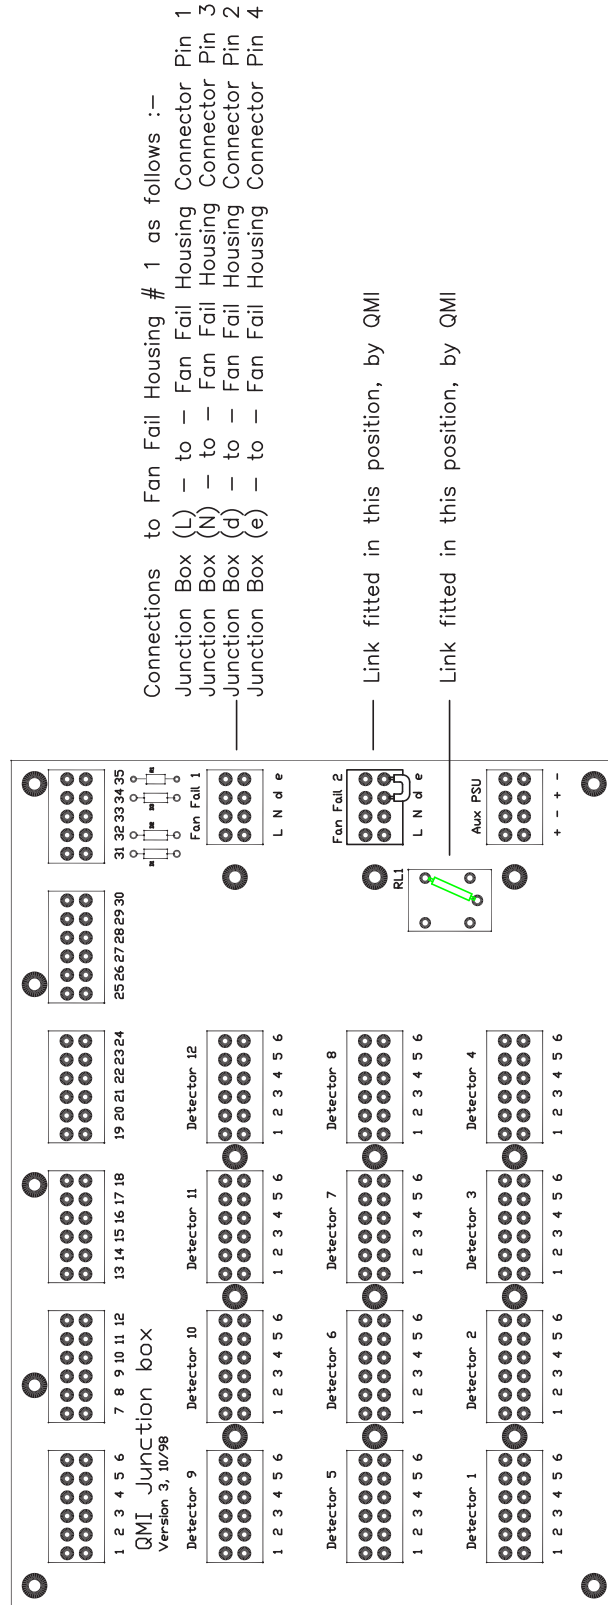 Connections to Fan Fail Housing # 1 as follows :–
Junction Box (L) – to – Fan Fail Housing Connector Pin 1
Junction Box (N) – to – Fan Fail Housing Connector Pin 3
Junction Box (d) – to – Fan Fail Housing Connector Pin 2
Junction Box (e) – to – Fan Fail Housing Connector Pin 4
Link fitted in this position, by QMI
Link fitted in this position, by QMI
1 2 3 4 5 6
7 8 9 10 11 12
13 14 15 16 17 18
19 20 21 22 23 24
25 26 27 28 29 30
31 32 33 34 35
QMI Junction box
Version 3, 10/98
Detector 9
1 2 3 4 5 6
Detector 10
1 2 3 4 5 6
Detector 11
1 2 3 4 5 6
Detector 12
1 2 3 4 5 6
Fan Fail 1
L N d e
Detector 5
1 2 3 4 5 6
Detector 6
1 2 3 4 5 6
Detector 7
1 2 3 4 5 6
Detector 8
1 2 3 4 5 6
Fan Fail 2
L N d e
RL1
Detector 1
1 2 3 4 5 6
Detector 2
1 2 3 4 5 6
Detector 3
1 2 3 4 5 6
Detector 4
1 2 3 4 5 6
Aux PSU
+ - + -